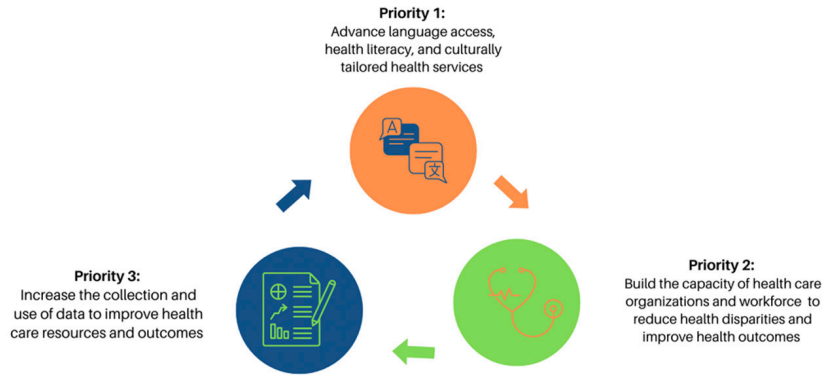 Priority 1:
Advance language access,
health literacy, and culturally
tailored health services
A
文
Priority 2:
Build the capacity of health care
organizations and workforce to
reduce health disparities and
improve health outcomes
Priority 3:
Increase the collection and
use of data to improve health
care resources and outcomes